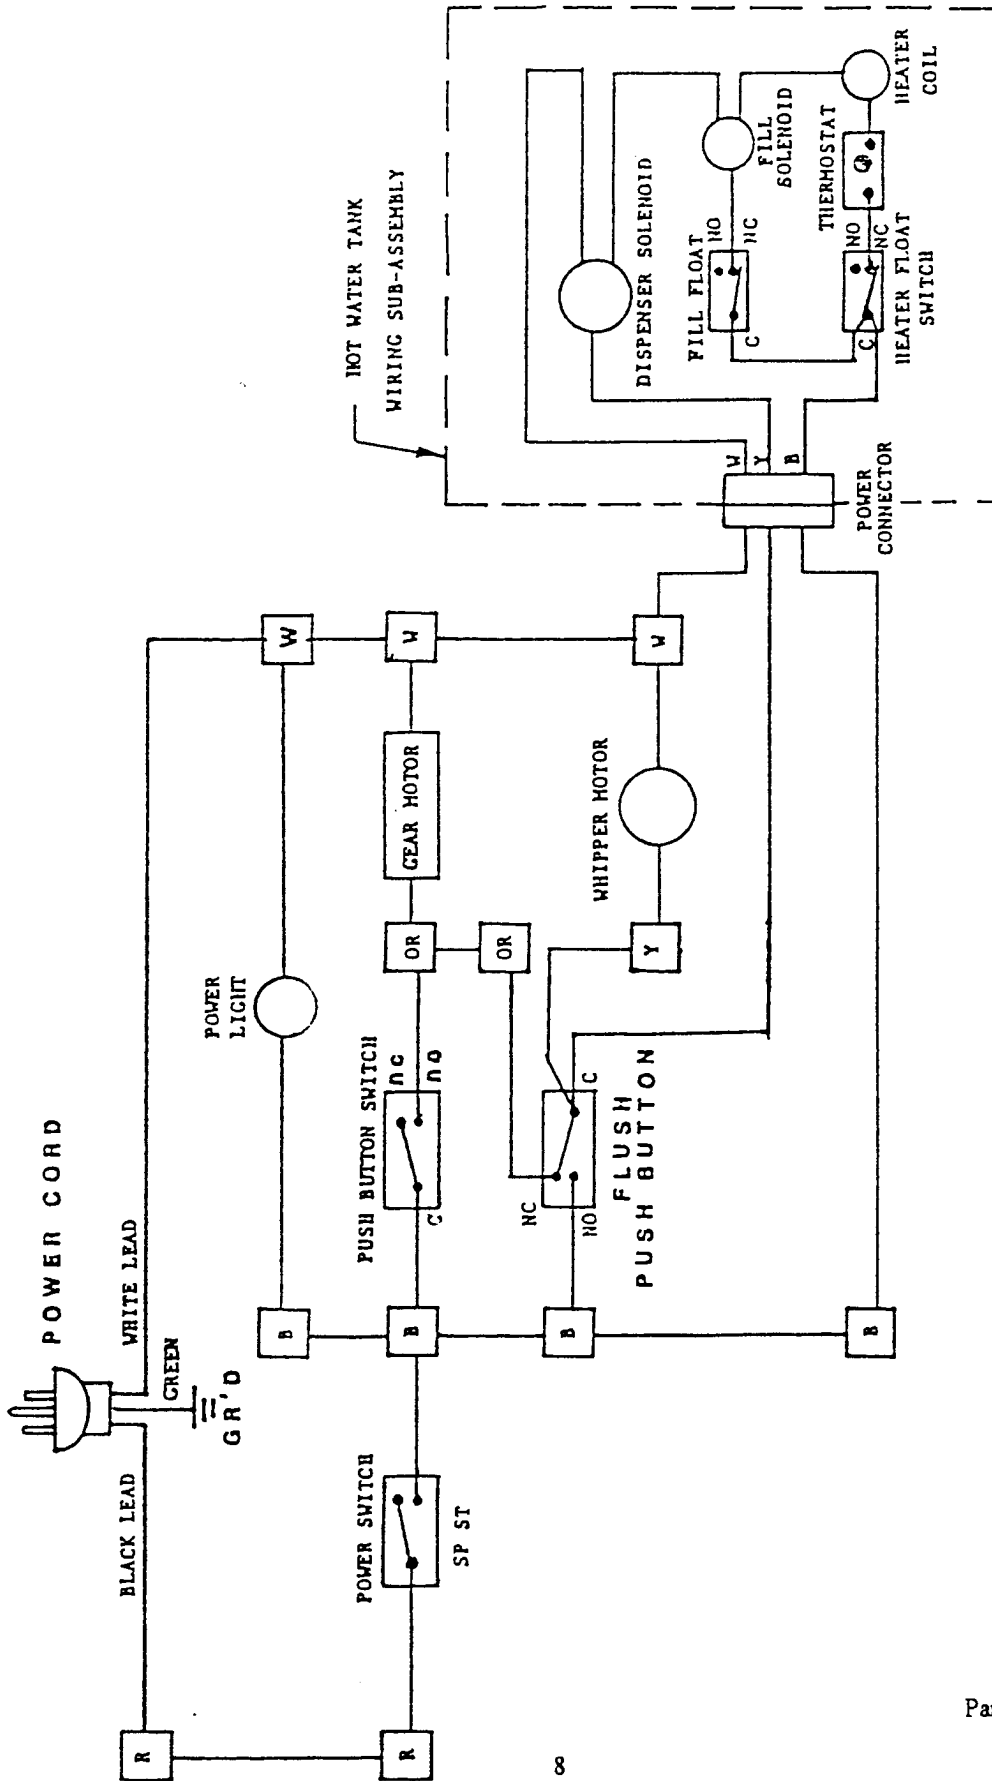 POWER CORD
BLACK LEAD
WHITE LEAD
GREEN
GR'D
R
R
POWER SWITCH
SP ST
B
B
B
B
POWER
LIGHT
PUSH BUTTON SWITCH
C
nc
no
OR
OR
GEAR MOTOR
W
W
W
NC
NO
C
FLUSH
PUSH BUTTON
Y
WHIPPER MOTOR
HOT WATER TANK
WIRING SUB-ASSEMBLY
W
Y
B
POWER
CONNECTOR
DISPENSER SOLENOID
FILL FLOAT
C
NO
NC
FILL
SOLENOID
HEATER FLOAT
SWITCH
C
NO
NC
THERMOSTAT
HEATER
COIL
8
Par